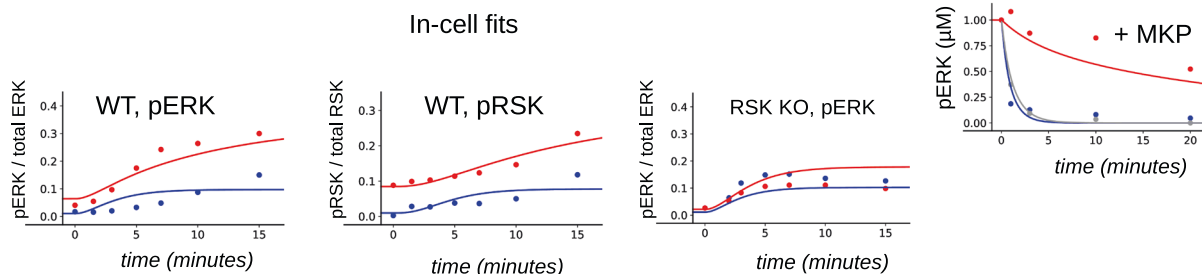 In-cell fits
pERK / total ERK
0.4
0.3
0.2
0.1
0.0
WT, pERK
0
5
10
15
time (minutes)
pRSK / total RSK
0.3
0.2
0.1
0.0
WT, pRSK
0
5
10
15
time (minutes)
pERK / total ERK
0.4
0.3
0.2
0.1
0.0
RSK KO, pERK
0
5
10
15
time (minutes)
pERK (µM)
1.00
0.75
0.50
0.25
0.00
+ MKP
0
5
10
15
20
time (minutes)